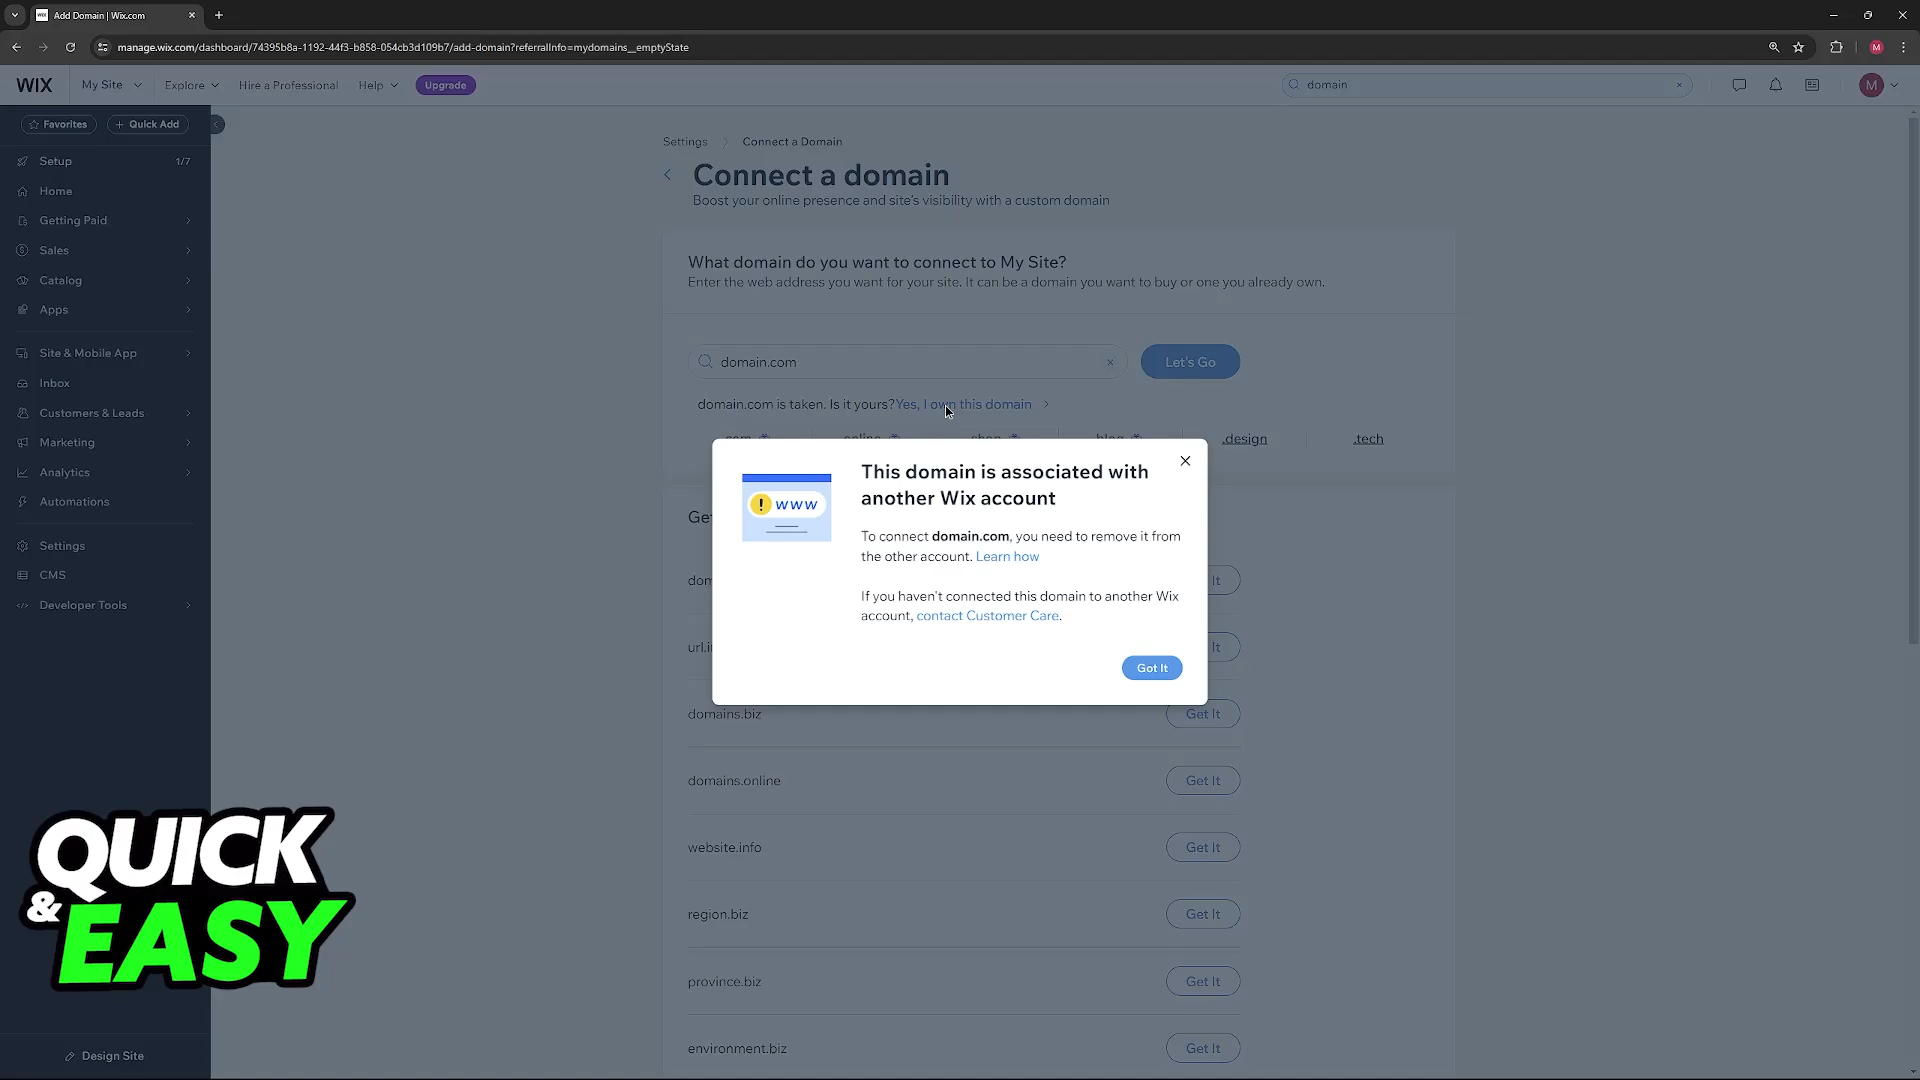 Add Domain | Wix.com
manage.wix.com/dashboard/74395b8a-1192-44f3-b858-054cb3d109b7/add-domain?referralInfo=mydomains__emptyState
M
WIX
My Site
Explore
Hire a Professional
Help
Upgrade
domain
M
Favorites
Quick Add
Setup 1/7
Home
Getting Paid
Sales
Catalog
Apps
Site & Mobile App
Inbox
Customers & Leads
Marketing
Analytics
Automations
Settings
CMS
Developer Tools
Design Site
Settings
Connect a Domain
Connect a domain
Boost your online presence and site's visibility with a custom domain
What domain do you want to connect to My Site?
Enter the web address you want for your site. It can be a domain you want to buy or one you already own.
domain.com
Let's Go
domain.com is taken. Is it yours? Yes, I own this domain
.com .online .shop .blog .design .tech
www
This domain is associated with
another Wix account
To connect domain.com, you need to remove it from
the other account. Learn how
If you haven't connected this domain to another Wix
account, contact Customer Care.
Got It
domains.biz Get It
domains.online Get It
website.info Get It
region.biz Get It
province.biz Get It
environment.biz Get It
QUICK
& EASY